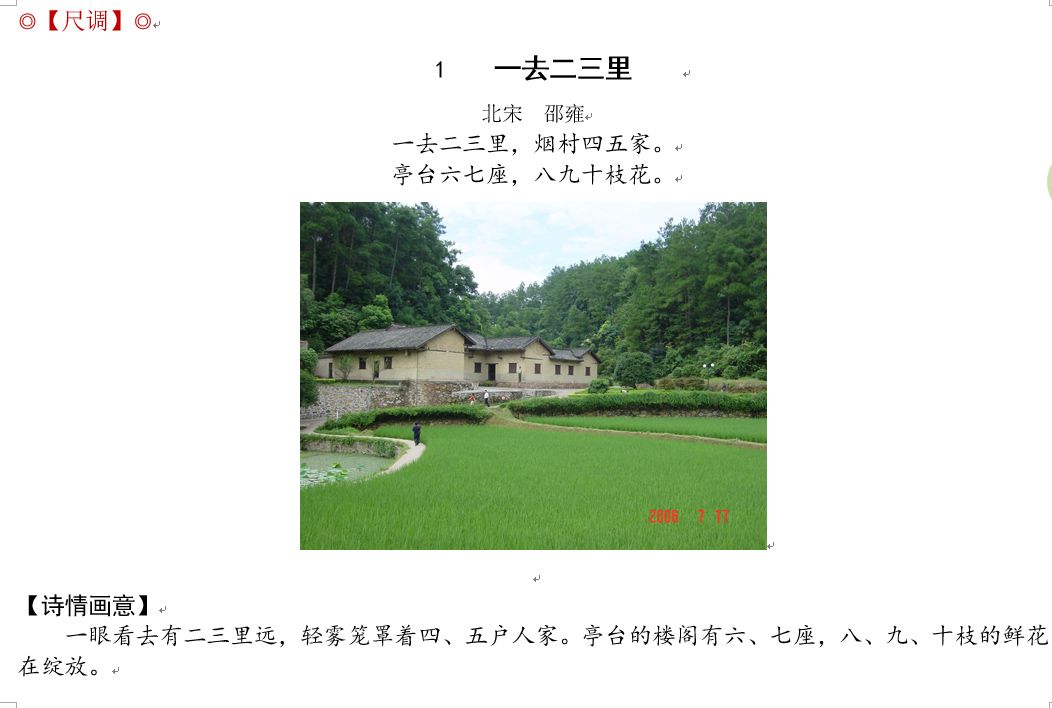 ◎【尺调】◎
1 一去二三里
北宋 邵雍
一去二三里，烟村四五家。
亭台六七座，八九十枝花。
2006 7 17
【诗情画意】
一眼看去有二三里远，轻雾笼罩着四、五户人家。亭台的楼阁有六、七座，八、九、十枝的鲜花
在绽放。